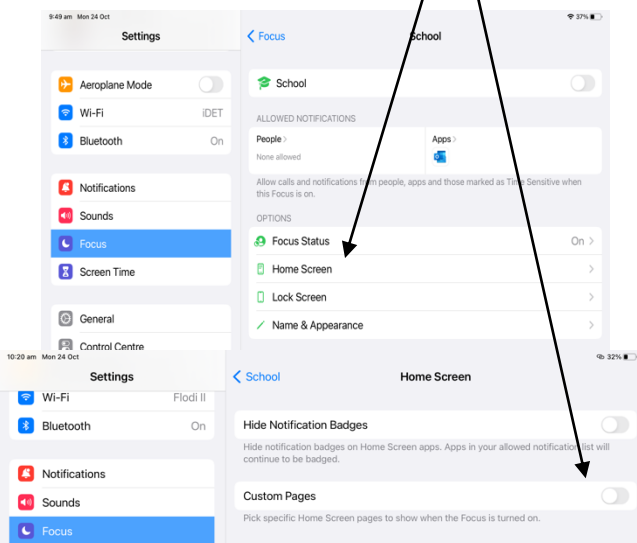 9:49 am Mon 24 Oct 37%
Settings
Focus School
Aeroplane Mode
School
Wi-Fi iDET
ALLOWED NOTIFICATIONS
Bluetooth On
People Apps
None allowed
Notifications
Allow calls and notifications from people, apps and those marked as Time Sensitive when
this Focus is on.
Sounds
OPTIONS
Focus
Focus Status On
Screen Time
Home Screen
Lock Screen
General
Name & Appearance
Control Centre
10:20 am Mon 24 Oct 32%
Settings
School Home Screen
Wi-Fi Flodi II
Bluetooth On
Hide Notification Badges
Hide notification badges on Home Screen apps. Apps in your allowed notification list will
continue to be badged.
Notifications
Sounds
Custom Pages
Pick specific Home Screen pages to show when the Focus is turned on.
Focus